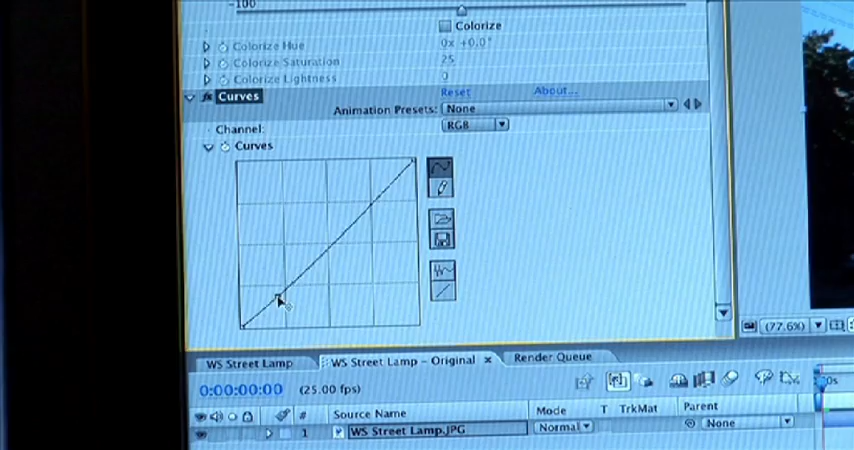 -100
Colorize
Colorize Hue 0x +0.0°
Colorize Saturation 25
Colorize Lightness 0
fx Curves Reset About...
Animation Presets: None
Channel: RGB
Curves
(77.6%)
WS Street Lamp WS Street Lamp - Original × Render Queue
0:00:00:00 (25.00 fps)
# Source Name Mode T TrkMat Parent
1 WS Street Lamp.JPG Normal None